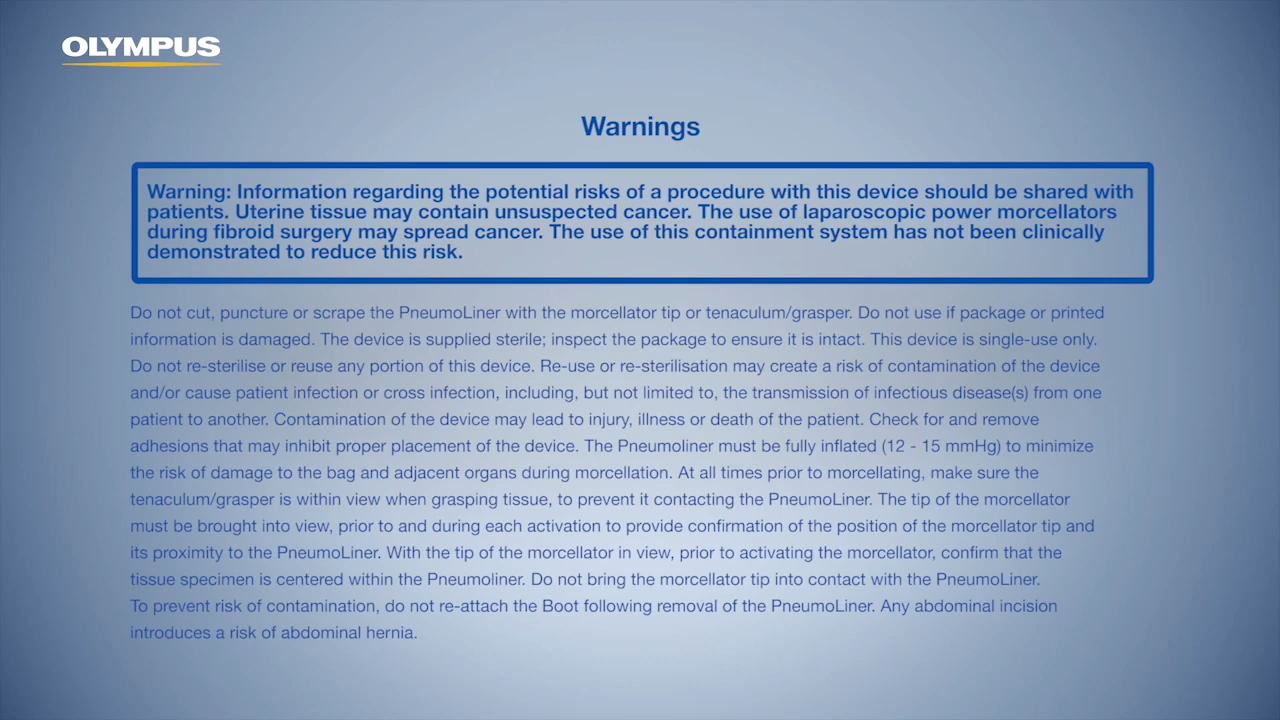 OLYMPUS
Warnings
Warning: Information regarding the potential risks of a procedure with this device should be shared with
patients. Uterine tissue may contain unsuspected cancer. The use of laparoscopic power morcellators
during fibroid surgery may spread cancer. The use of this containment system has not been clinically
demonstrated to reduce this risk.
Do not cut, puncture or scrape the PneumoLiner with the morcellator tip or tenaculum/grasper. Do not use if package or printed
information is damaged. The device is supplied sterile; inspect the package to ensure it is intact. This device is single-use only.
Do not re-sterilise or reuse any portion of this device. Re-use or re-sterilisation may create a risk of contamination of the device
and/or cause patient infection or cross infection, including, but not limited to, the transmission of infectious disease(s) from one
patient to another. Contamination of the device may lead to injury, illness or death of the patient. Check for and remove
adhesions that may inhibit proper placement of the device. The Pneumoliner must be fully inflated (12 - 15 mmHg) to minimize
the risk of damage to the bag and adjacent organs during morcellation. At all times prior to morcellating, make sure the
tenaculum/grasper is within view when grasping tissue, to prevent it contacting the PneumoLiner. The tip of the morcellator
must be brought into view, prior to and during each activation to provide confirmation of the position of the morcellator tip and
its proximity to the PneumoLiner. With the tip of the morcellator in view, prior to activating the morcellator, confirm that the
tissue specimen is centered within the Pneumoliner. Do not bring the morcellator tip into contact with the PneumoLiner.
To prevent risk of contamination, do not re-attach the Boot following removal of the PneumoLiner. Any abdominal incision
introduces a risk of abdominal hernia.